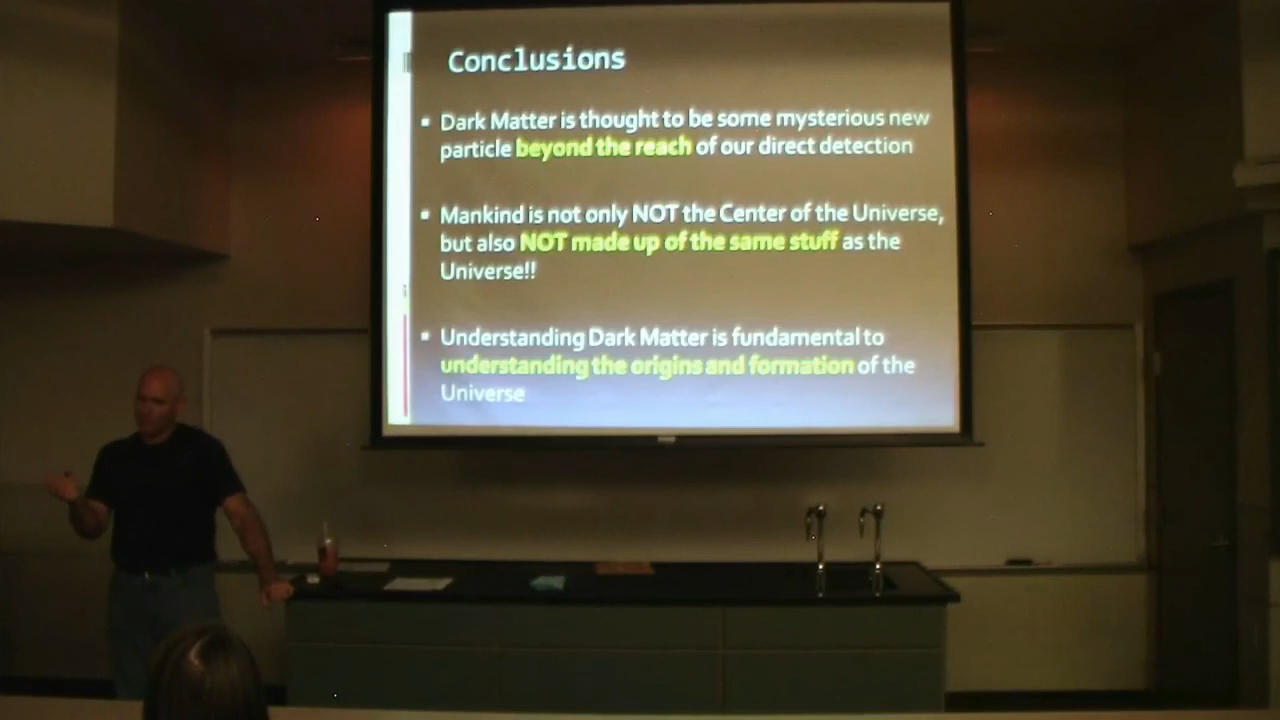 Conclusions
▪ Dark Matter is thought to be some mysterious new
particle beyond the reach of our direct detection
▪ Mankind is not only NOT the Center of the Universe,
but also NOT made up of the same stuff as the
Universe!!
▪ Understanding Dark Matter is fundamental to
understanding the origins and formation of the
Universe